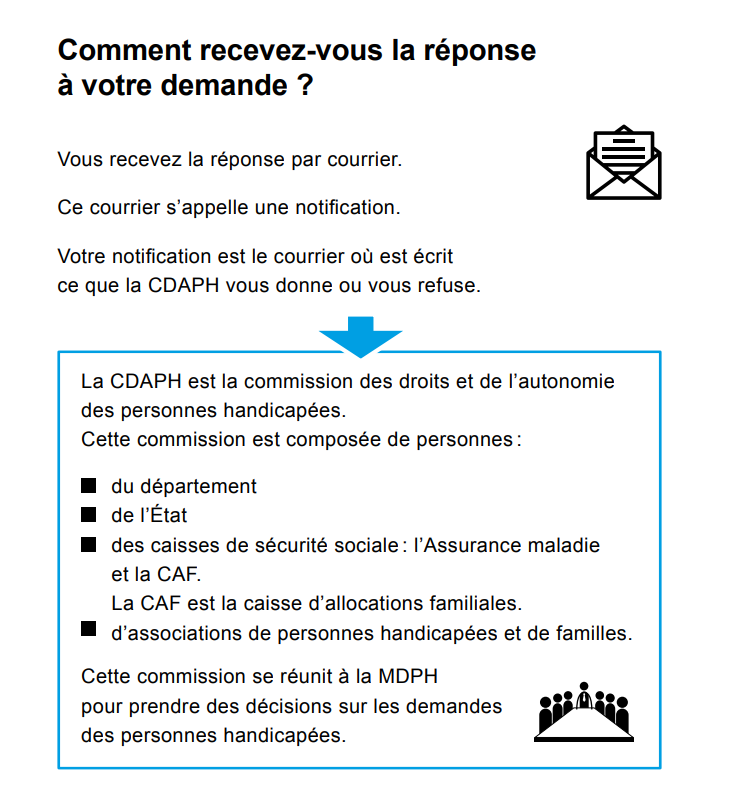 Comment recevez-vous la réponse
à votre demande ?
Vous recevez la réponse par courrier.
Ce courrier s’appelle une notification.
Votre notification est le courrier où est écrit
ce que la CDAPH vous donne ou vous refuse.
La CDAPH est la commission des droits et de l’autonomie
des personnes handicapées.
Cette commission est composée de personnes :
■ du département
■ de l’État
■ des caisses de sécurité sociale : l’Assurance maladie
et la CAF.
La CAF est la caisse d’allocations familiales.
■ d’associations de personnes handicapées et de familles.
Cette commission se réunit à la MDPH
pour prendre des décisions sur les demandes
des personnes handicapées.